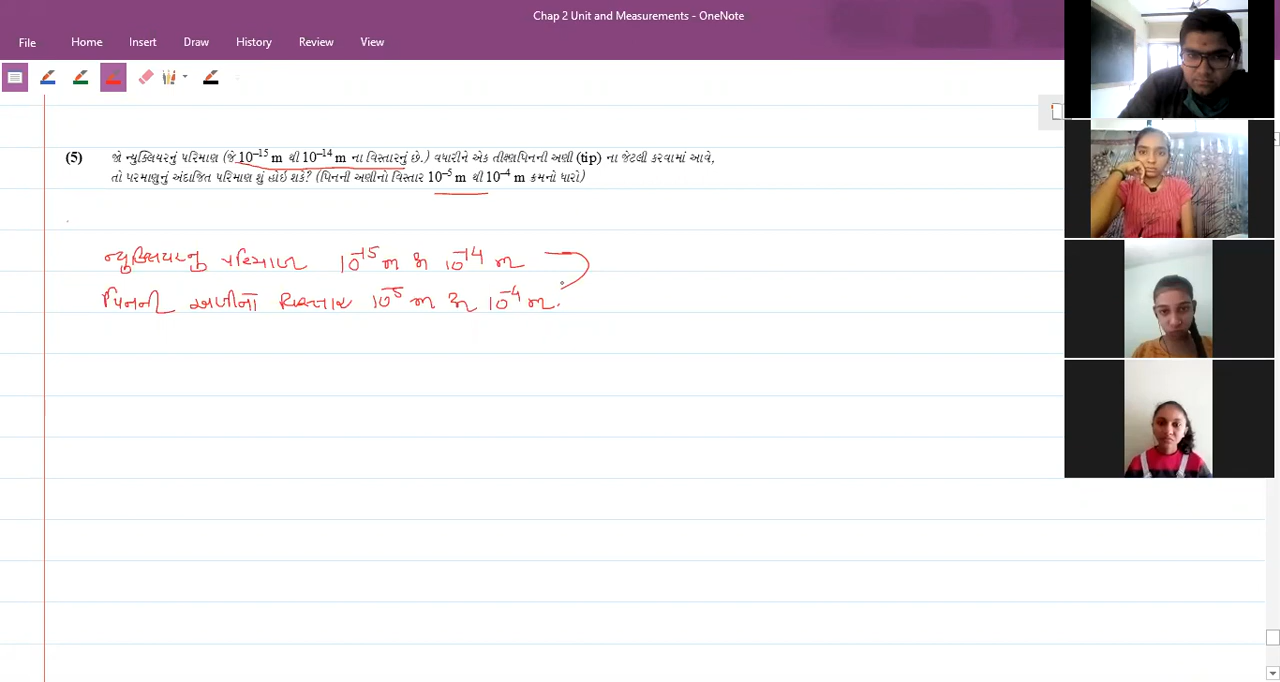 Chap 2 Unit and Measurements - OneNote
File Home Insert Draw History Review View
(5) જો ન્યુક્લિયરનું પરિમાણ (જે 10⁻¹⁵ m થી 10⁻¹⁴ m ના વિસ્તારનું છે.) વધારીને એક તીક્ષ્ણપિનની અણી (tip) ના જેટલી કરવામાં આવે,
તો પરમાણુનું અંદાજિત પરિમાણ શું હોઇ શકે? (પિનની અણીનો વિસ્તાર 10⁻⁵ m થી 10⁻⁴ m ક્રમનો ધારો)
ન્યુક્લિયરનુ પરિમાણ 10⁻¹⁵ m થી 10⁻¹⁴ m
પિનની અણીનો વિસ્તાર 10⁻⁵ m થી 10⁻⁴ m.